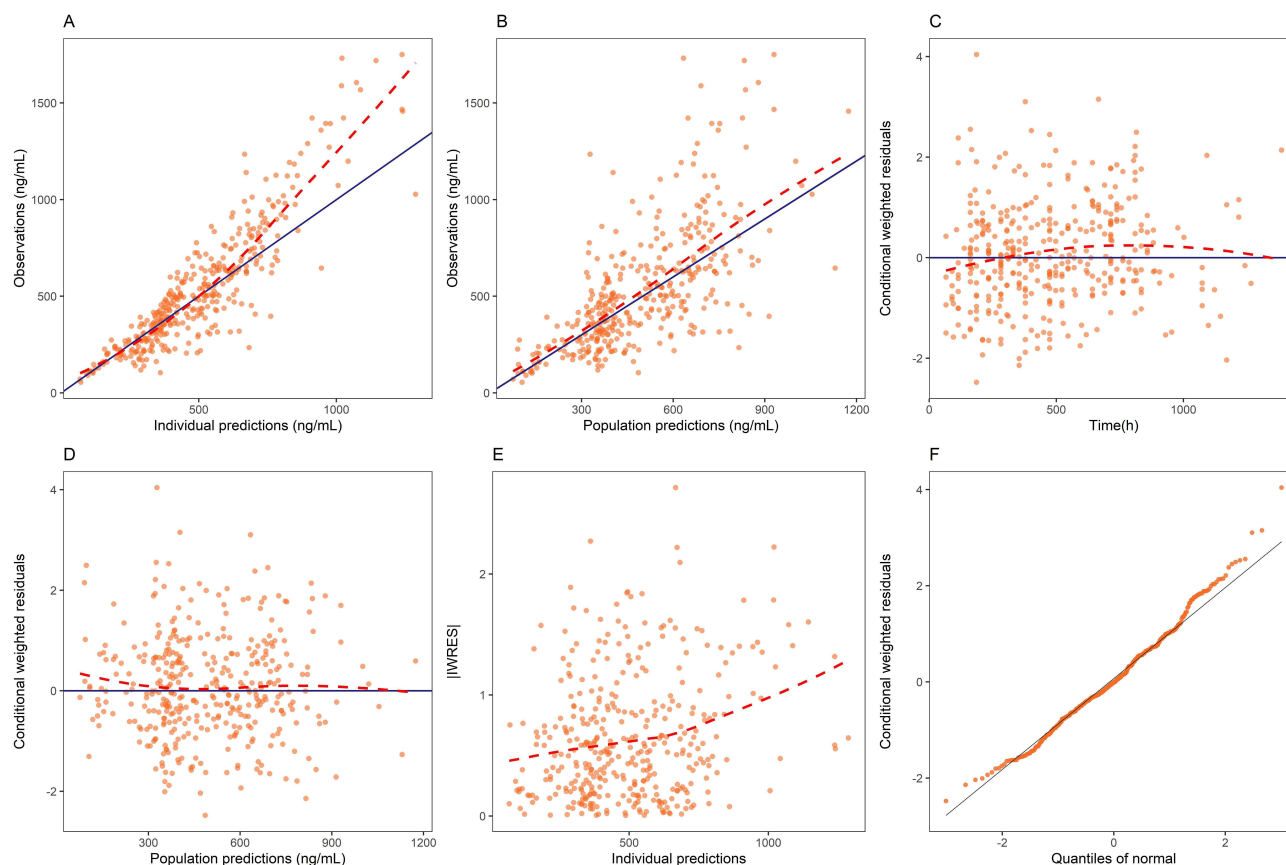 A
B
C
Observations (ng/mL)
1500
1000
500
0
500
1000
Individual predictions (ng/mL)
Observations (ng/mL)
1500
1000
500
0
300
600
900
1200
Population predictions (ng/mL)
Conditional weighted residuals
4
2
0
-2
0
500
1000
Time(h)
D
E
F
Conditional weighted residuals
4
2
0
-2
300
600
900
1200
Population predictions (ng/mL)
|IWRES|
2
1
0
500
1000
Individual predictions
Conditional weighted residuals
4
2
0
-2
-2
0
2
Quantiles of normal